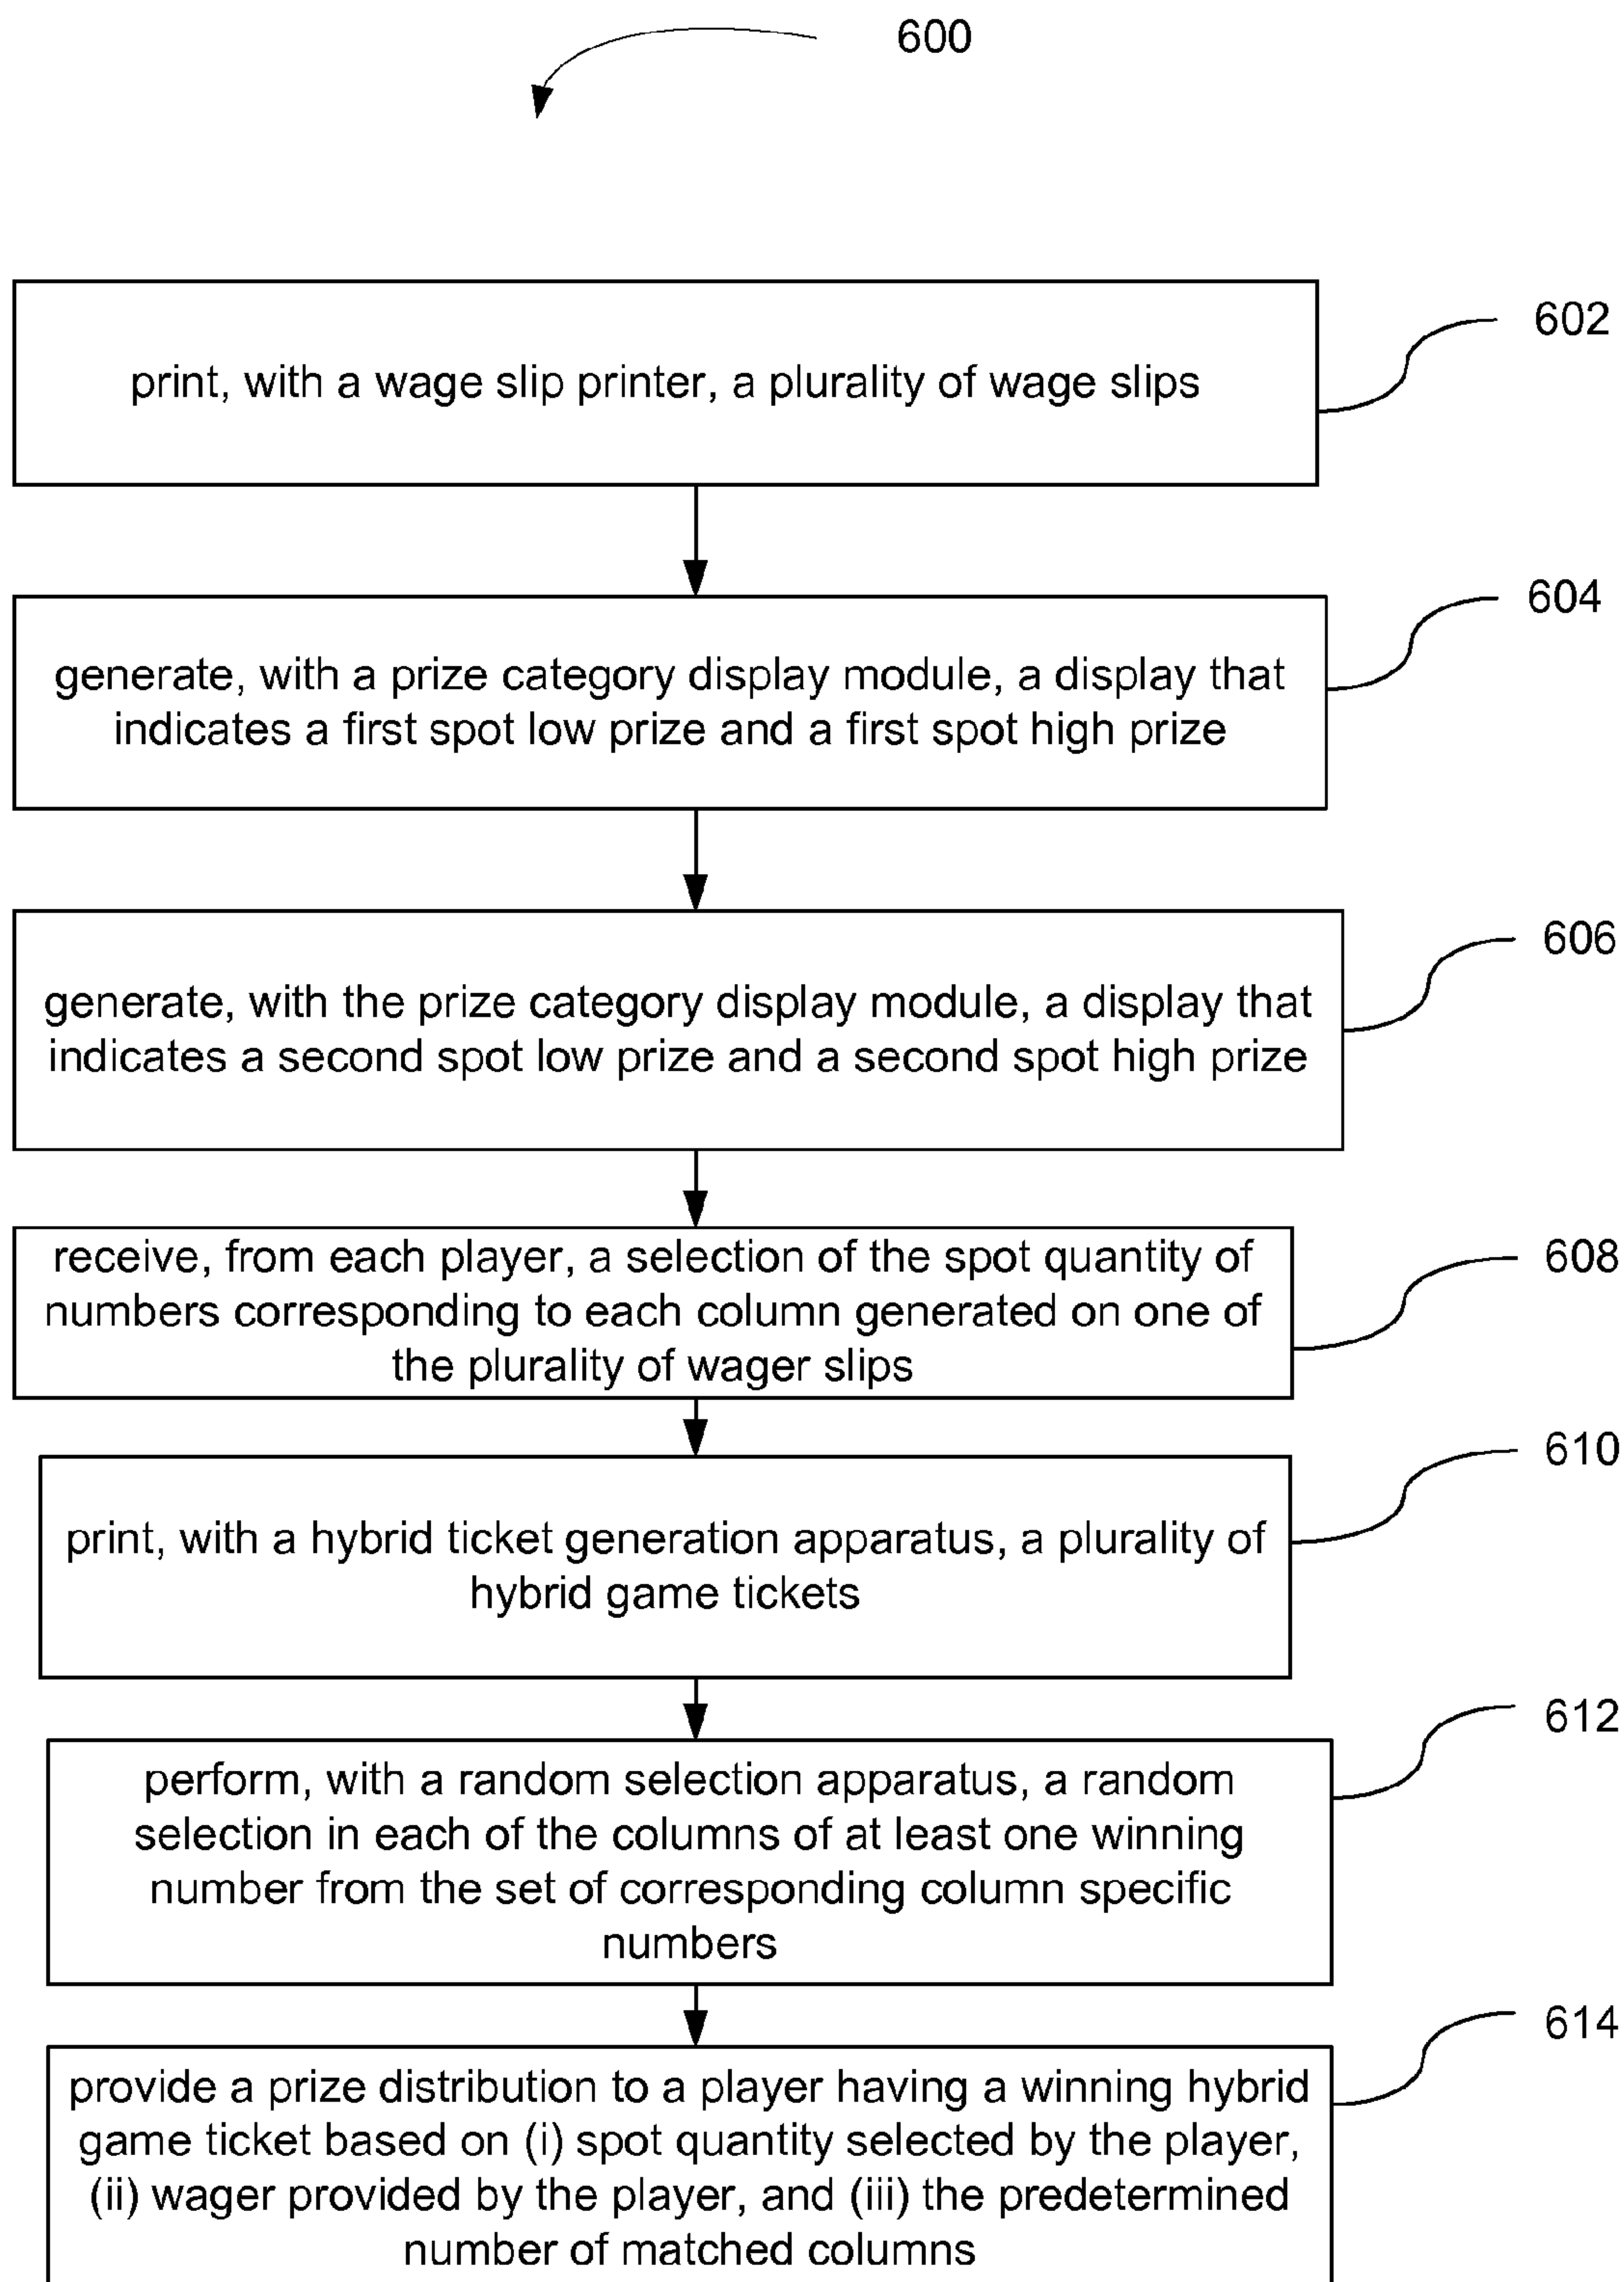 600
print, with a wage slip printer, a plurality of wage slips
602
generate, with a prize category display module, a display that
indicates a first spot low prize and a first spot high prize
604
generate, with the prize category display module, a display that
indicates a second spot low prize and a second spot high prize
606
receive, from each player, a selection of the spot quantity of
numbers corresponding to each column generated on one of
the plurality of wager slips
608
print, with a hybrid ticket generation apparatus, a plurality of
hybrid game tickets
610
perform, with a random selection apparatus, a random
selection in each of the columns of at least one winning
number from the set of corresponding column specific
numbers
612
provide a prize distribution to a player having a winning hybrid
game ticket based on (i) spot quantity selected by the player,
(ii) wager provided by the player, and (iii) the predetermined
number of matched columns
614